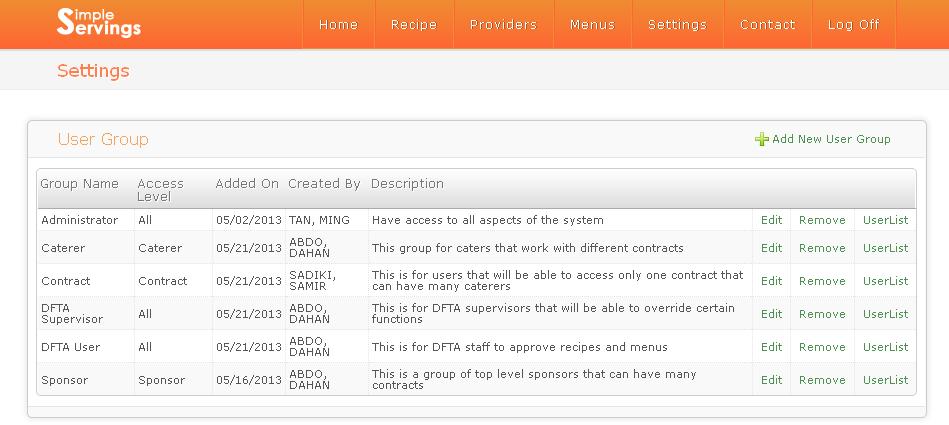 Simple
Servings
Home Recipe Providers Menus Settings Contact Log Off
Settings
User Group Add New User Group
Group Name Access Level Added On Created By Description
Administrator All 05/02/2013 TAN, MING Have access to all aspects of the system Edit Remove UserList
Caterer Caterer 05/21/2013 ABDO, DAHAN This group for caters that work with different contracts Edit Remove UserList
Contract Contract 05/21/2013 SADIKI, SAMIR This is for users that will be able to access only one contract that can have many caterers Edit Remove UserList
DFTA Supervisor All 05/21/2013 ABDO, DAHAN This is for DFTA supervisors that will be able to override certain functions Edit Remove UserList
DFTA User All 05/21/2013 ABDO, DAHAN This is for DFTA staff to approve recipes and menus Edit Remove UserList
Sponsor Sponsor 05/16/2013 ABDO, DAHAN This is a group of top level sponsors that can have many contracts Edit Remove UserList